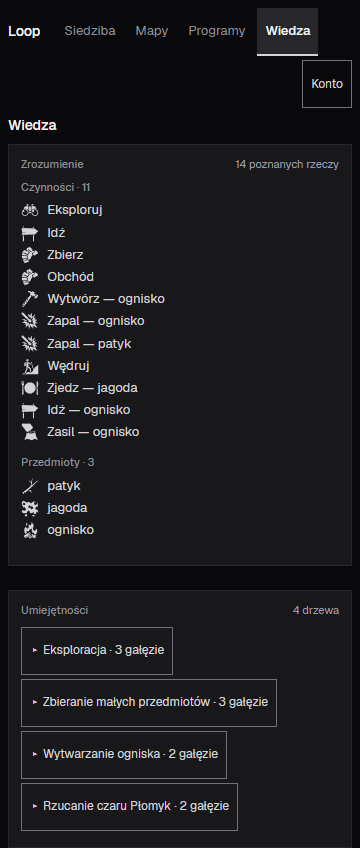 Loop Siedziba Mapy Programy Wiedza
Konto
Wiedza
Zrozumienie 14 poznanych rzeczy
Czynności · 11
Eksploruj
Idź
Zbierz
Obchód
Wytwórz — ognisko
Zapal — ognisko
Zapal — patyk
Wędruj
Zjedz — jagoda
Idź — ognisko
Zasil — ognisko
Przedmioty · 3
patyk
jagoda
ognisko
Umiejętności 4 drzewa
Eksploracja · 3 gałęzie
Zbieranie małych przedmiotów · 3 gałęzie
Wytwarzanie ogniska · 2 gałęzie
Rzucanie czaru Płomyk · 2 gałęzie